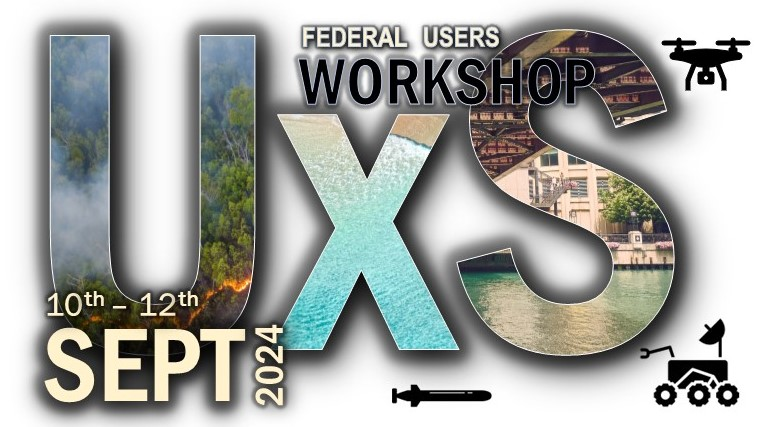 FEDERAL USERS
WORKSHOP
UxS
10th – 12th
SEPT
2024